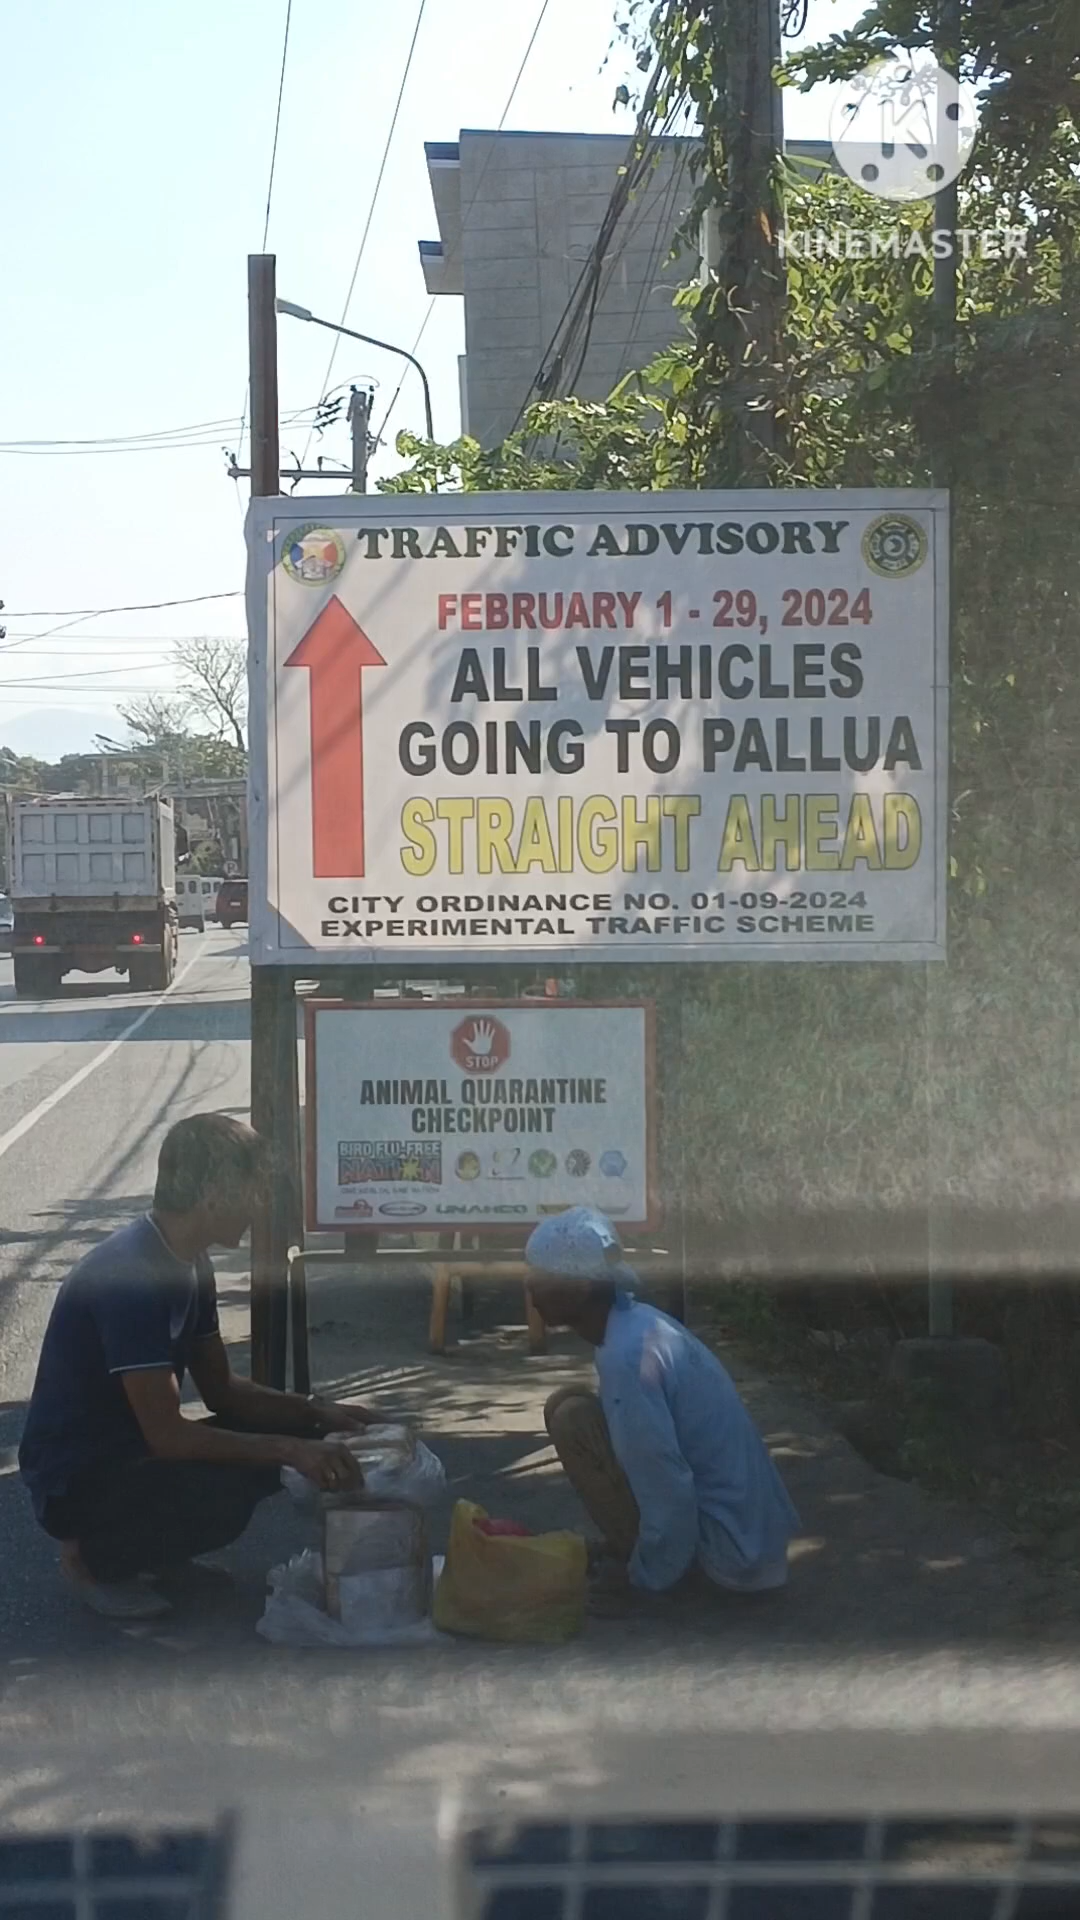 KINEMASTER
TRAFFIC ADVISORY
FEBRUARY 1 - 29, 2024
ALL VEHICLES
GOING TO PALLUA
STRAIGHT AHEAD
CITY ORDINANCE NO. 01-09-2024
EXPERIMENTAL TRAFFIC SCHEME
STOP
ANIMAL QUARANTINE
CHECKPOINT
BIRD FLU-FREE
NATION
UNAHCO